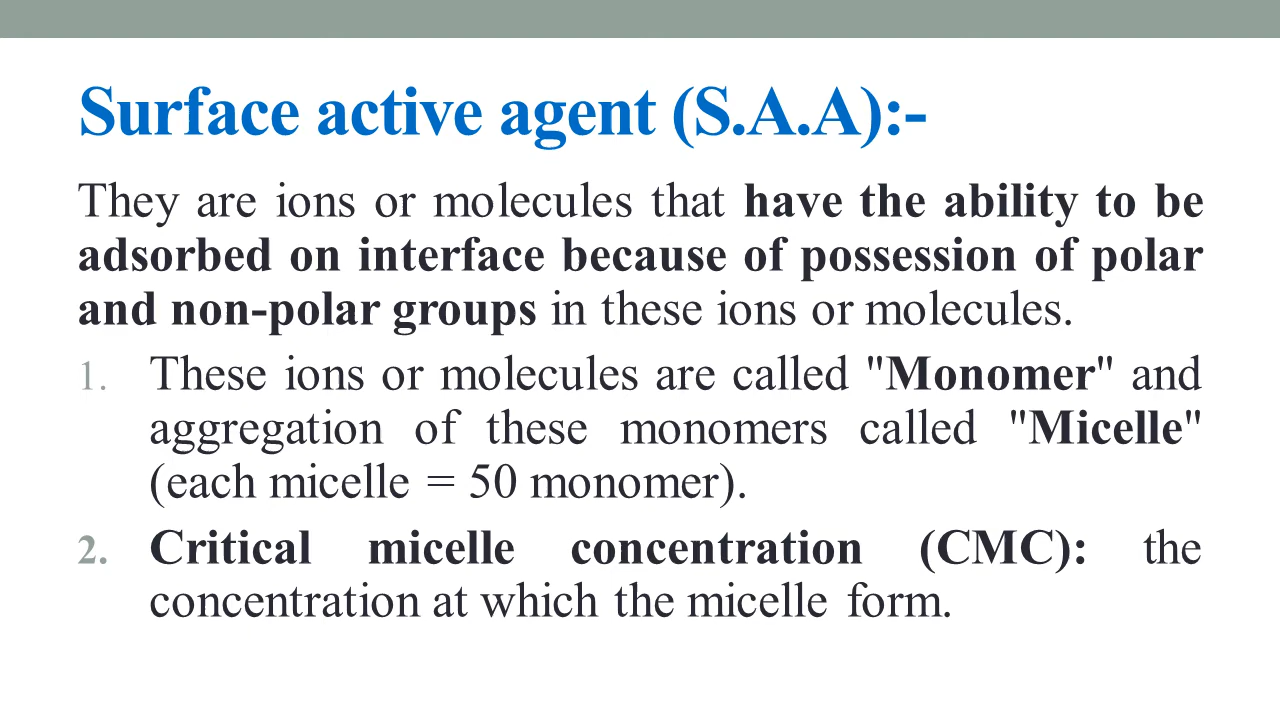 Surface active agent (S.A.A):-
They are ions or molecules that have the ability to be
adsorbed on interface because of possession of polar
and non-polar groups in these ions or molecules.
1. These ions or molecules are called "Monomer" and
aggregation of these monomers called "Micelle"
(each micelle = 50 monomer).
2. Critical micelle concentration (CMC): the
concentration at which the micelle form.